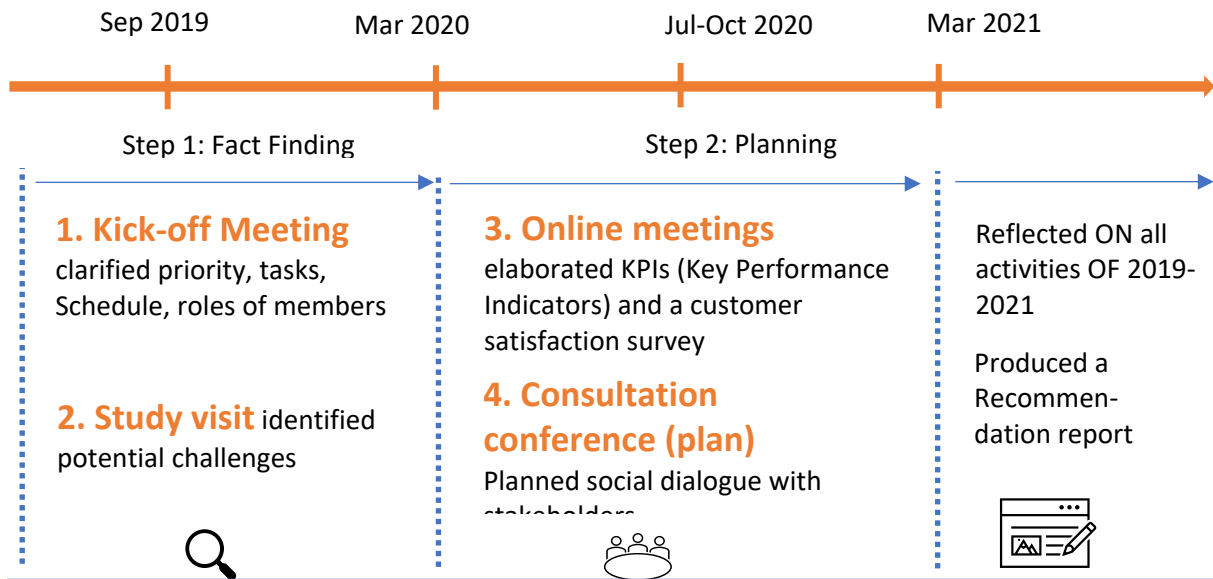 Sep 2019
Mar 2020
Jul-Oct 2020
Mar 2021
Step 1: Fact Finding
Step 2: Planning
1. Kick-off Meeting
clarified priority, tasks,
Schedule, roles of members
2. Study visit identified
potential challenges
3. Online meetings
elaborated KPIs (Key Performance
Indicators) and a customer
satisfaction survey
4. Consultation
conference (plan)
Planned social dialogue with
stakeholders
Reflected ON all
activities OF 2019-
2021
Produced a
Recommen-
dation report